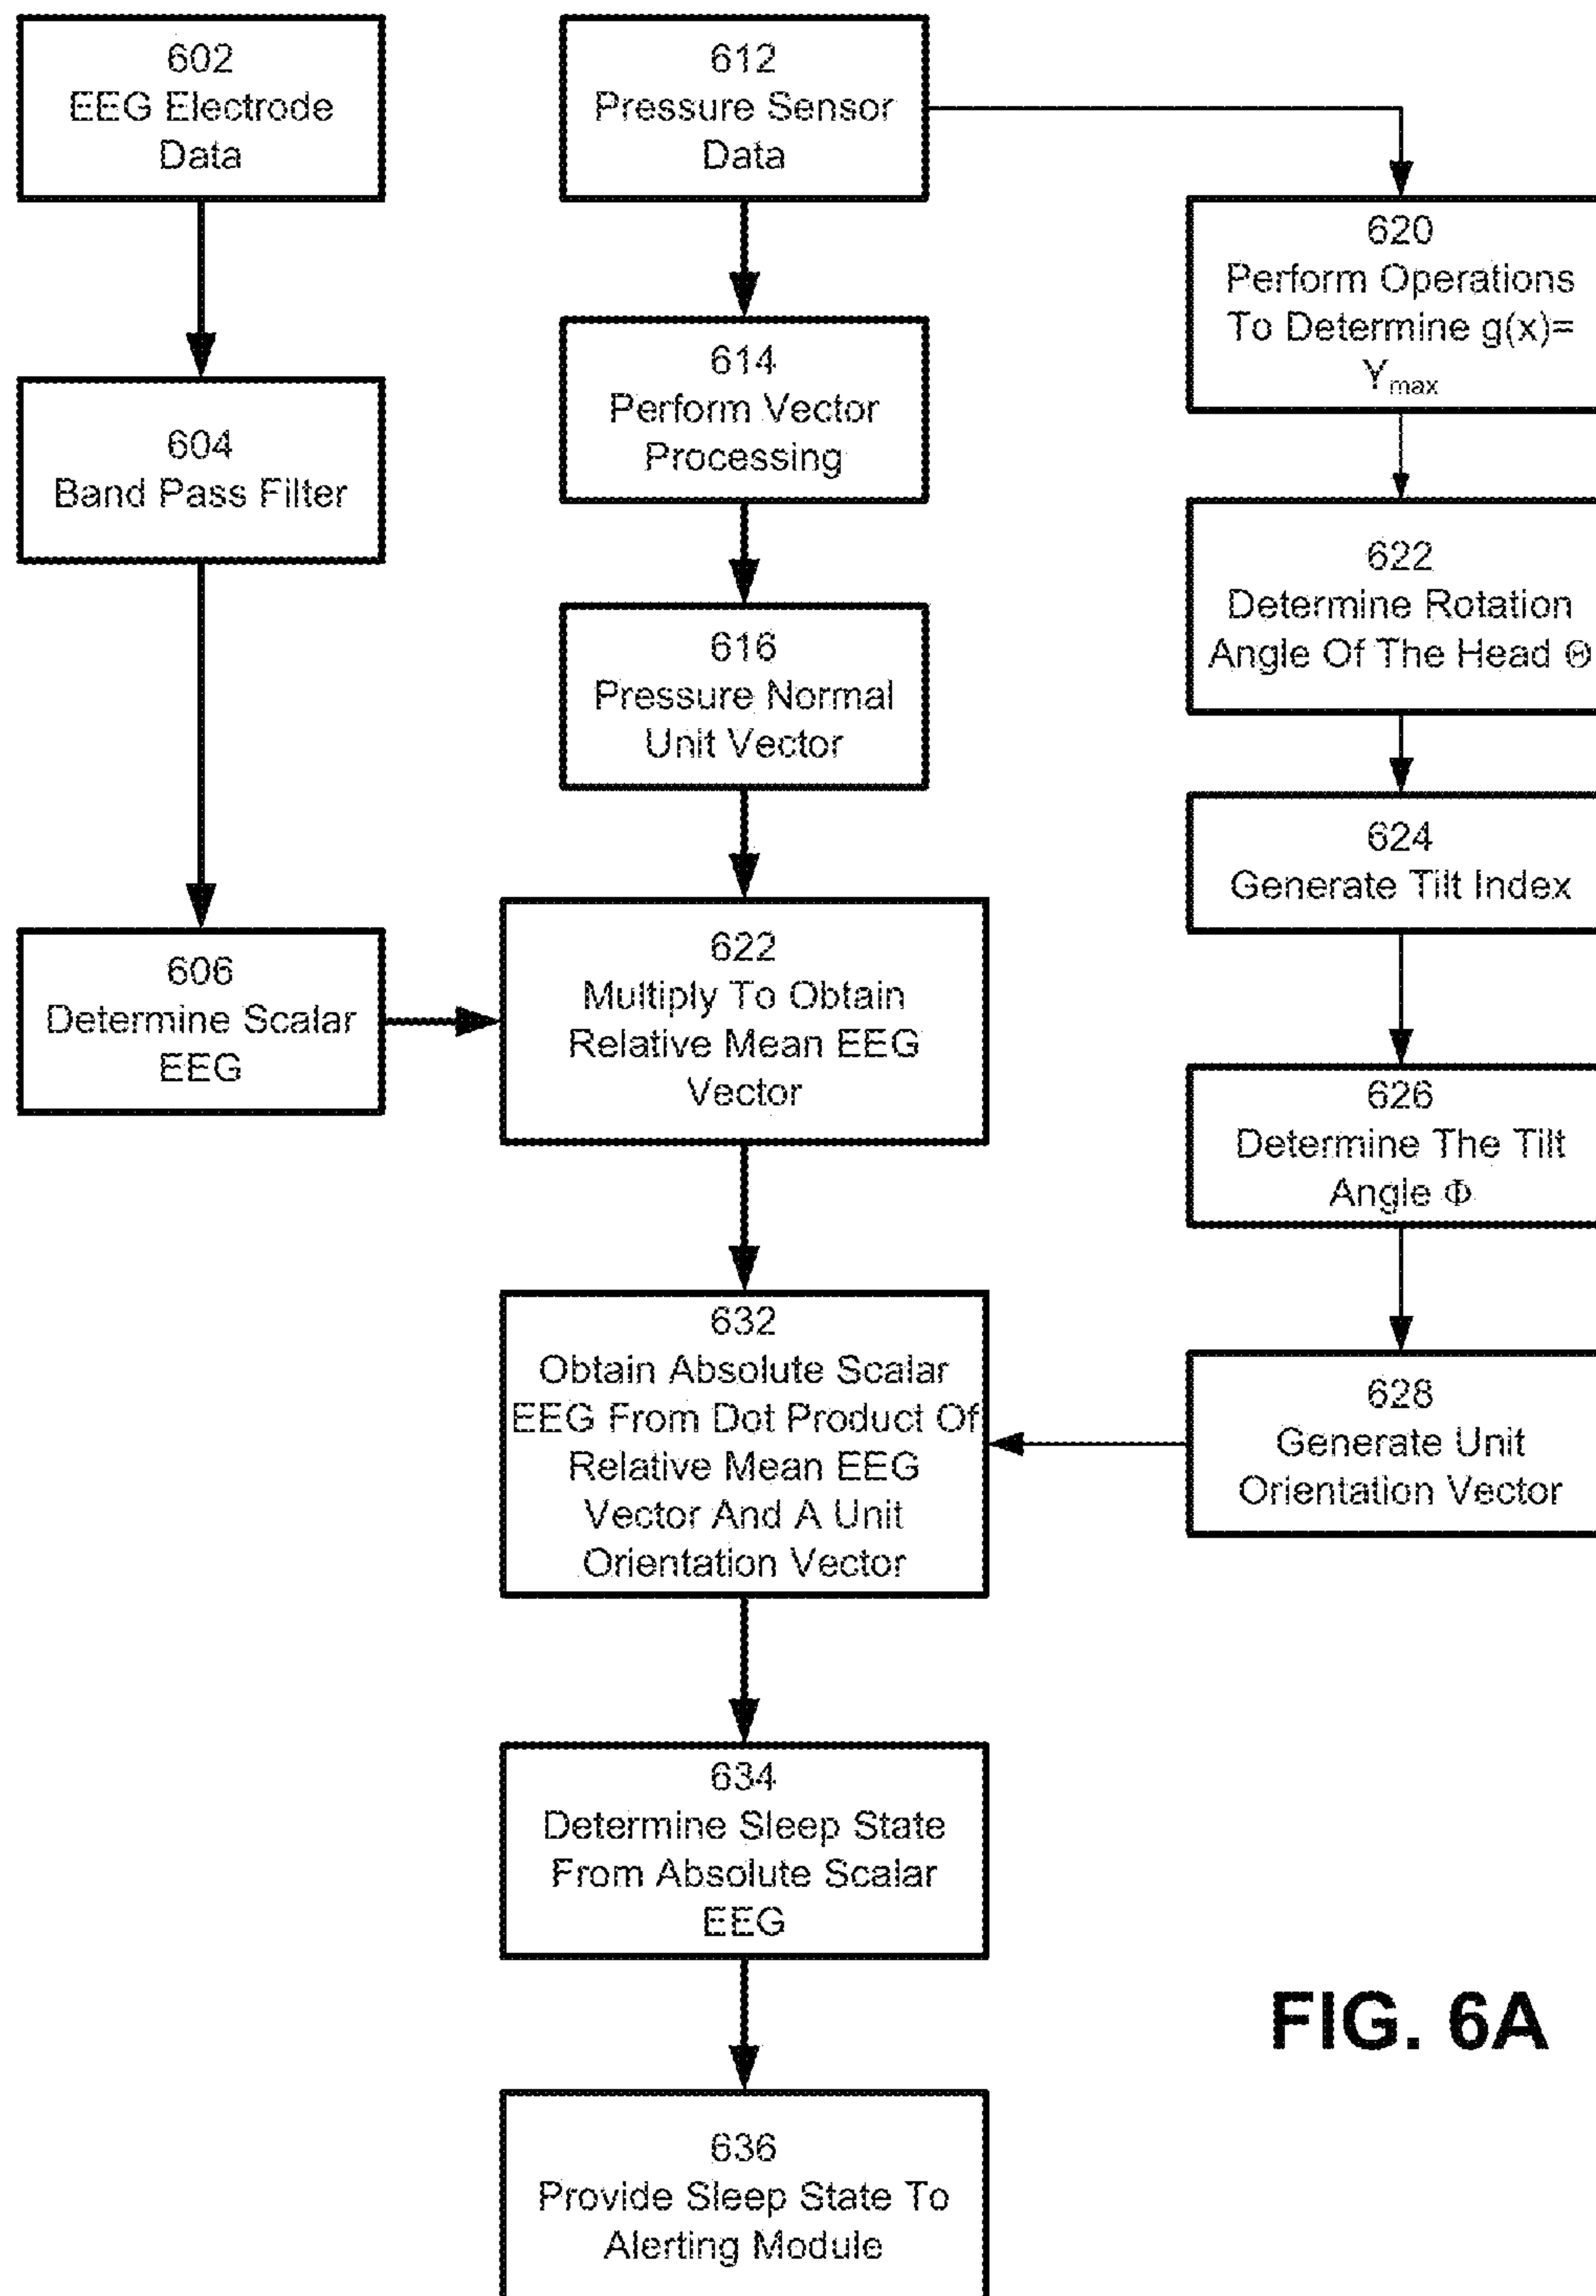 602
EEG Electrode
Data
604
Band Pass Filter
606
Determine Scalar
EEG
612
Pressure Sensor
Data
614
Perform Vector
Processing
616
Pressure Normal
Unit Vector
622
Multiply To Obtain
Relative Mean EEG
Vector
620
Perform Operations
To Determine g(x)=
Ymax
622
Determine Rotation
Angle Of The Head Θ
624
Generate Tilt Index
626
Determine The Tilt
Angle Φ
628
Generate Unit
Orientation Vector
632
Obtain Absolute Scalar
EEG From Dot Product Of
Relative Mean EEG
Vector And A Unit
Orientation Vector
634
Determine Sleep State
From Absolute Scalar
EEG
636
Provide Sleep State To
Alerting Module
FIG. 6A